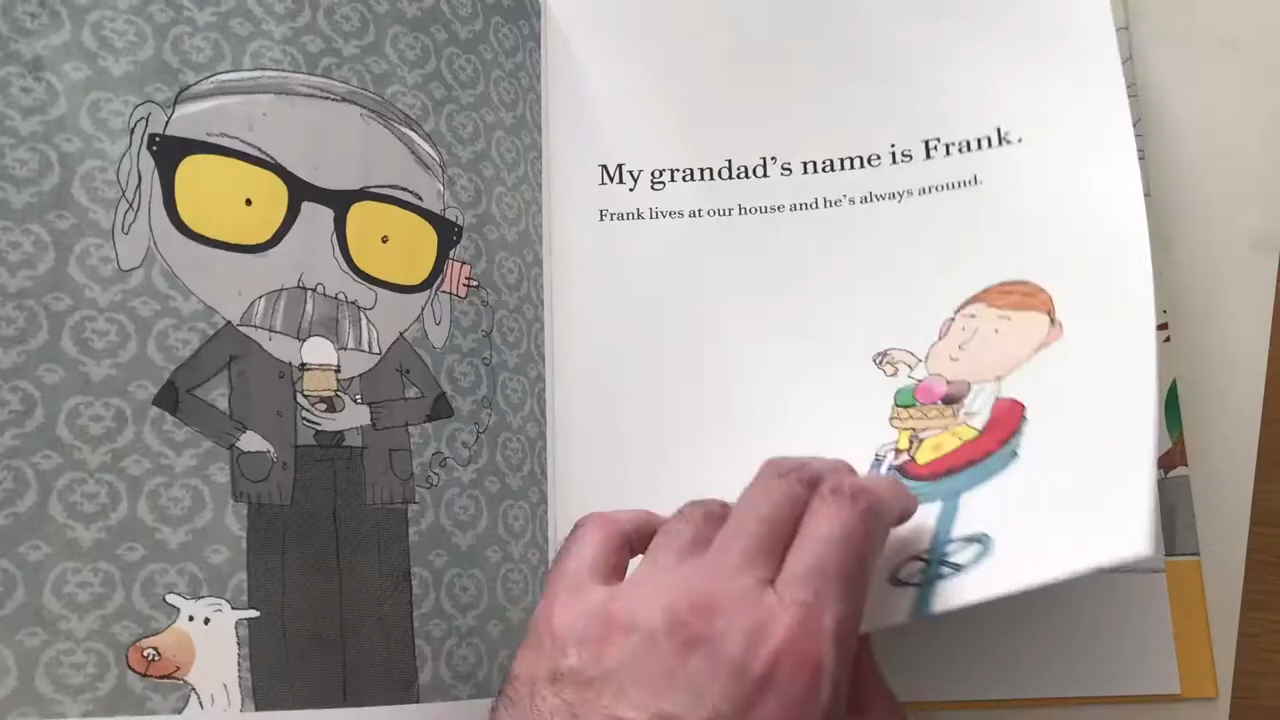 My grandad's name is Frank.
Frank lives at our house and he's always around.